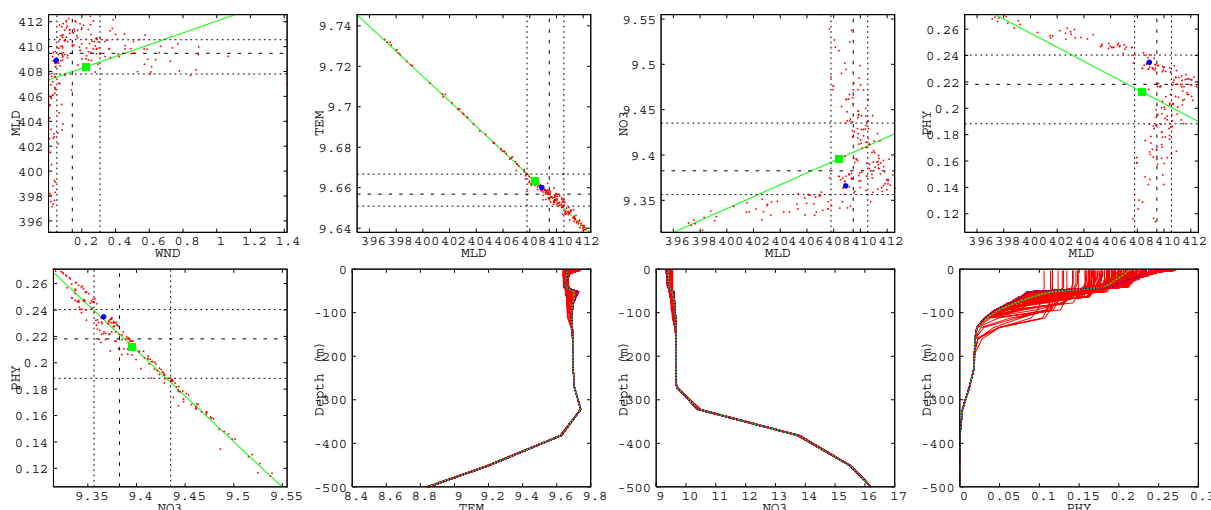 412
410
408
406
404
402
400
398
396
MLD
0.2 0.4 0.6 0.8 1 1.2 1.4
WND
9.74
9.72
9.7
9.68
9.66
9.64
TEM
396 398 400 402 404 406 408 410 412
MLD
9.55
9.5
9.45
9.4
9.35
NO3
396 398 400 402 404 406 408 410 412
MLD
0.26
0.24
0.22
0.2
0.18
0.16
0.14
0.12
PHY
396 398 400 402 404 406 408 410 412
MLD
0.26
0.24
0.22
0.2
0.18
0.16
0.14
0.12
PHY
9.35 9.4 9.45 9.5 9.55
NO3
0
-100
-200
-300
-400
-500
Depth (m)
8.4 8.6 8.8 9 9.2 9.4 9.6 9.8
TEM
0
-100
-200
-300
-400
-500
Depth (m)
9 10 11 12 13 14 15 16 17
NO3
0
-100
-200
-300
-400
-500
Depth (m)
0 0.05 0.1 0.15 0.2 0.25 0.3
PHY